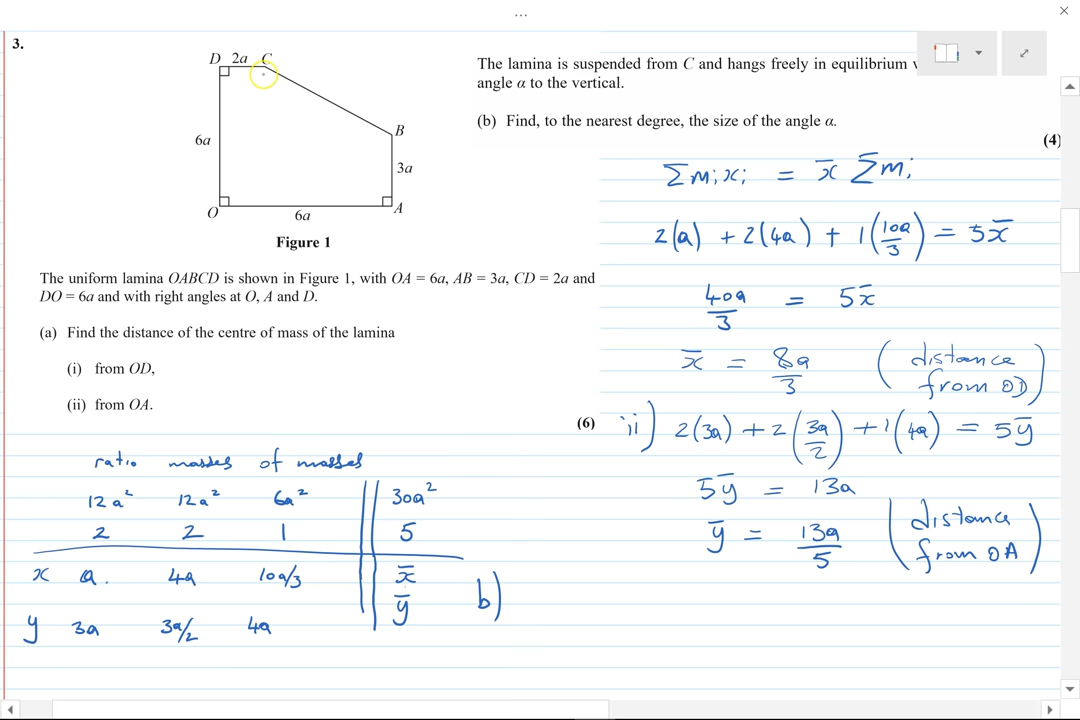 3.
D 2a C
6a
B
3a
O
A
6a
Figure 1
The uniform lamina OABCD is shown in Figure 1, with OA = 6a, AB = 3a, CD = 2a and
DO = 6a and with right angles at O, A and D.
(a) Find the distance of the centre of mass of the lamina
(i) from OD,
(ii) from OA.
(6)
The lamina is suspended from C and hangs freely in equilibrium
angle α to the vertical.
(b) Find, to the nearest degree, the size of the angle α.
(4)
ratio masses of masses
12a² 12a² 6a² 30a²
2 2 1 5
x a. 4a 10a/3 x̄
y 3a 3a/2 4a ȳ
Σmᵢxᵢ = x̄ Σmᵢ
2(a) + 2(4a) + 1(10a/3) = 5x̄
40a/3 = 5x̄
x̄ = 8a/3 (distance from OD)
ii) 2(3a) + 2(3a/2) + 1(4a) = 5ȳ
5ȳ = 13a
ȳ = 13a/5 (distance from OA)
b)